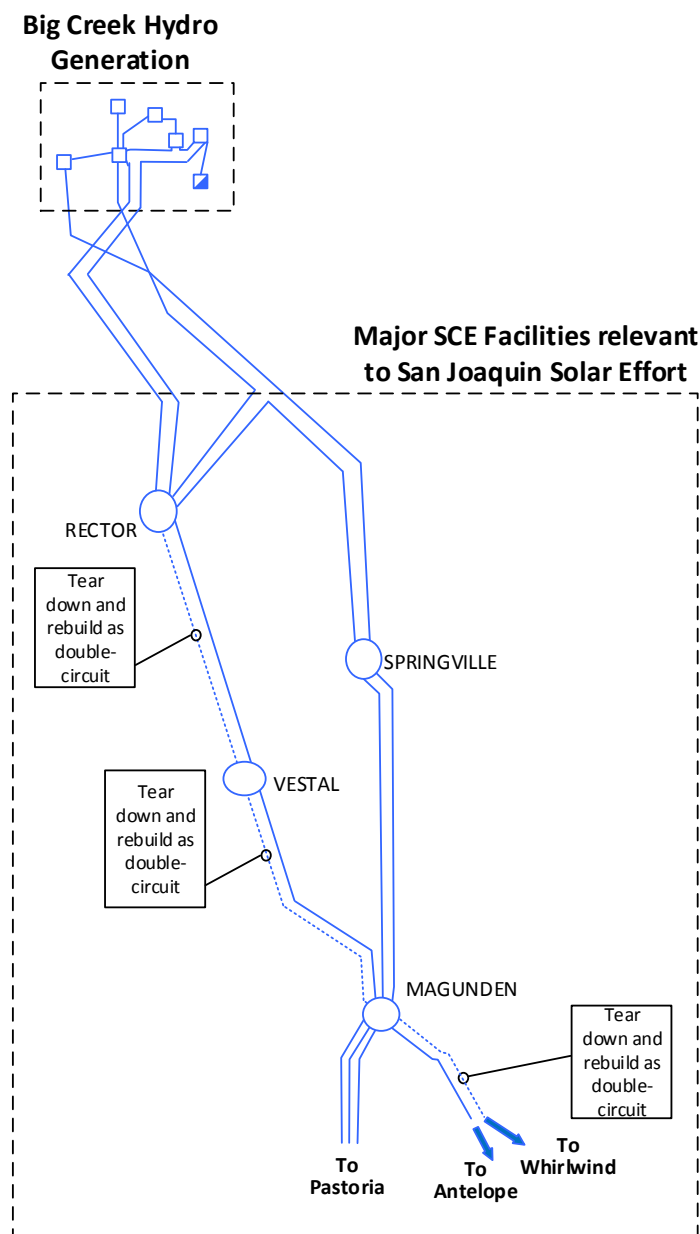 Big Creek Hydro
Generation
Major SCE Facilities relevant
to San Joaquin Solar Effort
RECTOR
Tear
down and
rebuild as
double-
circuit
SPRINGVILLE
VESTAL
Tear
down and
rebuild as
double-
circuit
MAGUNDEN
Tear
down and
rebuild as
double-
circuit
To
Pastoria
To
Antelope
To
Whirlwind